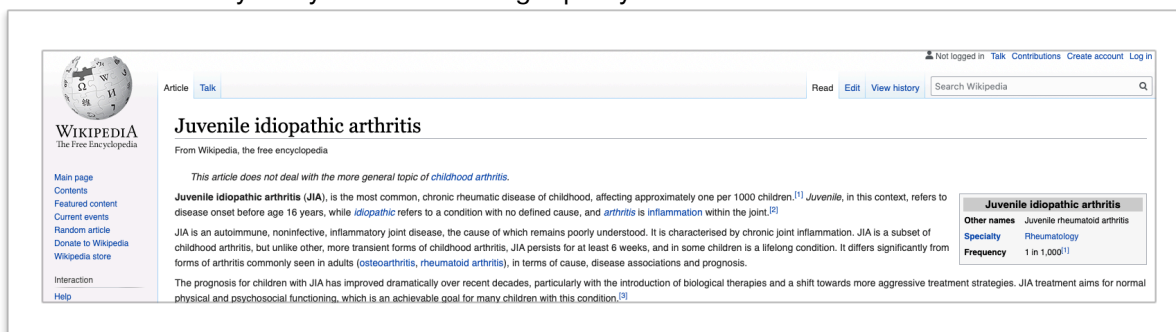 Not logged in Talk Contributions Create account Log in
Article Talk Read Edit View history Search Wikipedia
WIKIPEDIA
The Free Encyclopedia
Main page
Contents
Featured content
Current events
Random article
Donate to Wikipedia
Wikipedia store
Interaction
Help
Juvenile idiopathic arthritis
From Wikipedia, the free encyclopedia
This article does not deal with the more general topic of childhood arthritis.
Juvenile idiopathic arthritis (JIA), is the most common, chronic rheumatic disease of childhood, affecting approximately one per 1000 children.[1] Juvenile, in this context, refers to
disease onset before age 16 years, while idiopathic refers to a condition with no defined cause, and arthritis is inflammation within the joint.[2]
JIA is an autoimmune, noninfective, inflammatory joint disease, the cause of which remains poorly understood. It is characterised by chronic joint inflammation. JIA is a subset of
childhood arthritis, but unlike other, more transient forms of childhood arthritis, JIA persists for at least 6 weeks, and in some children is a lifelong condition. It differs significantly from
forms of arthritis commonly seen in adults (osteoarthritis, rheumatoid arthritis), in terms of cause, disease associations and prognosis.
Juvenile idiopathic arthritis
Other names Juvenile rheumatoid arthritis
Specialty Rheumatology
Frequency 1 in 1,000[1]
The prognosis for children with JIA has improved dramatically over recent decades, particularly with the introduction of biological therapies and a shift towards more aggressive treatment strategies. JIA treatment aims for normal
physical and psychosocial functioning, which is an achievable goal for many children with this condition.[3]